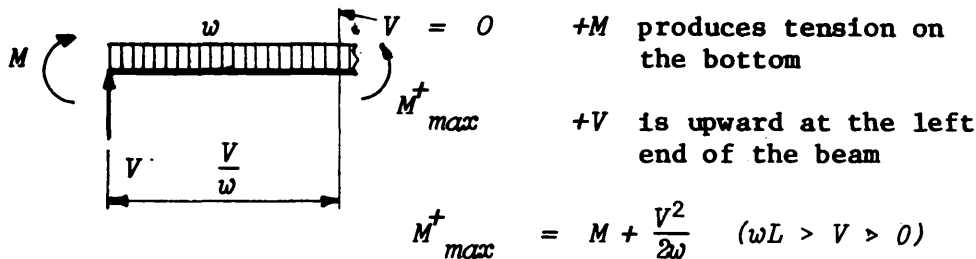 w V = 0 +M produces tension on
M the bottom
M⁺max +V is upward at the left
V V/w end of the beam
M⁺max = M + V²/2w (wL > V > 0)